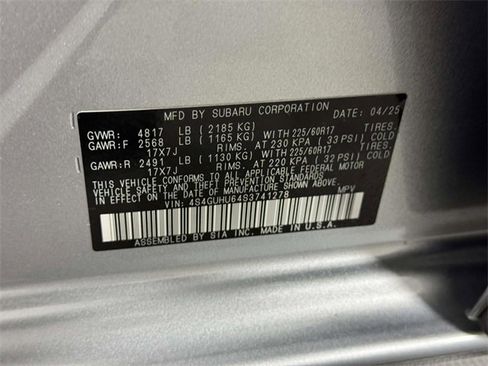 MFD. BY SUBARU CORPORATION DATE: 04/25
GVWR: 4817 LB ( 2185 KG)
GAWR:F 2568 LB ( 1165 KG) WITH 225/60R17 TIRES,
17X7J RIMS, AT 230 KPA ( 33 PSI) COLD
GAWR:R 2491 LB ( 1130 KG) WITH 225/60R17 TIRES,
17X7J RIMS, AT 220 KPA ( 32 PSI) COLD
THIS VEHICLE CONFORMS TO ALL APPLICABLE FEDERAL MOTOR
VEHICLE SAFETY STANDARDS IN EFFECT ON THE DATE OF
MANUFACTURE SHOWN ABOVE.
VIN: 4S4GUHU64S3741278 MPV
ASSEMBLED BY SIA INC. MADE IN U.S.A.